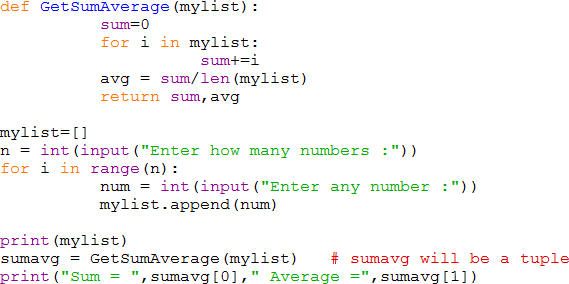 def GetSumAverage(mylist):
        sum=0
        for i in mylist:
                sum+=i
        avg = sum/len(mylist)
        return sum,avg

mylist=[]
n = int(input("Enter how many numbers :"))
for i in range(n):
        num = int(input("Enter any number :"))
        mylist.append(num)

print(mylist)
sumavg = GetSumAverage(mylist)   # sumavg will be a tuple
print("Sum = ",sumavg[0]," Average =",sumavg[1])